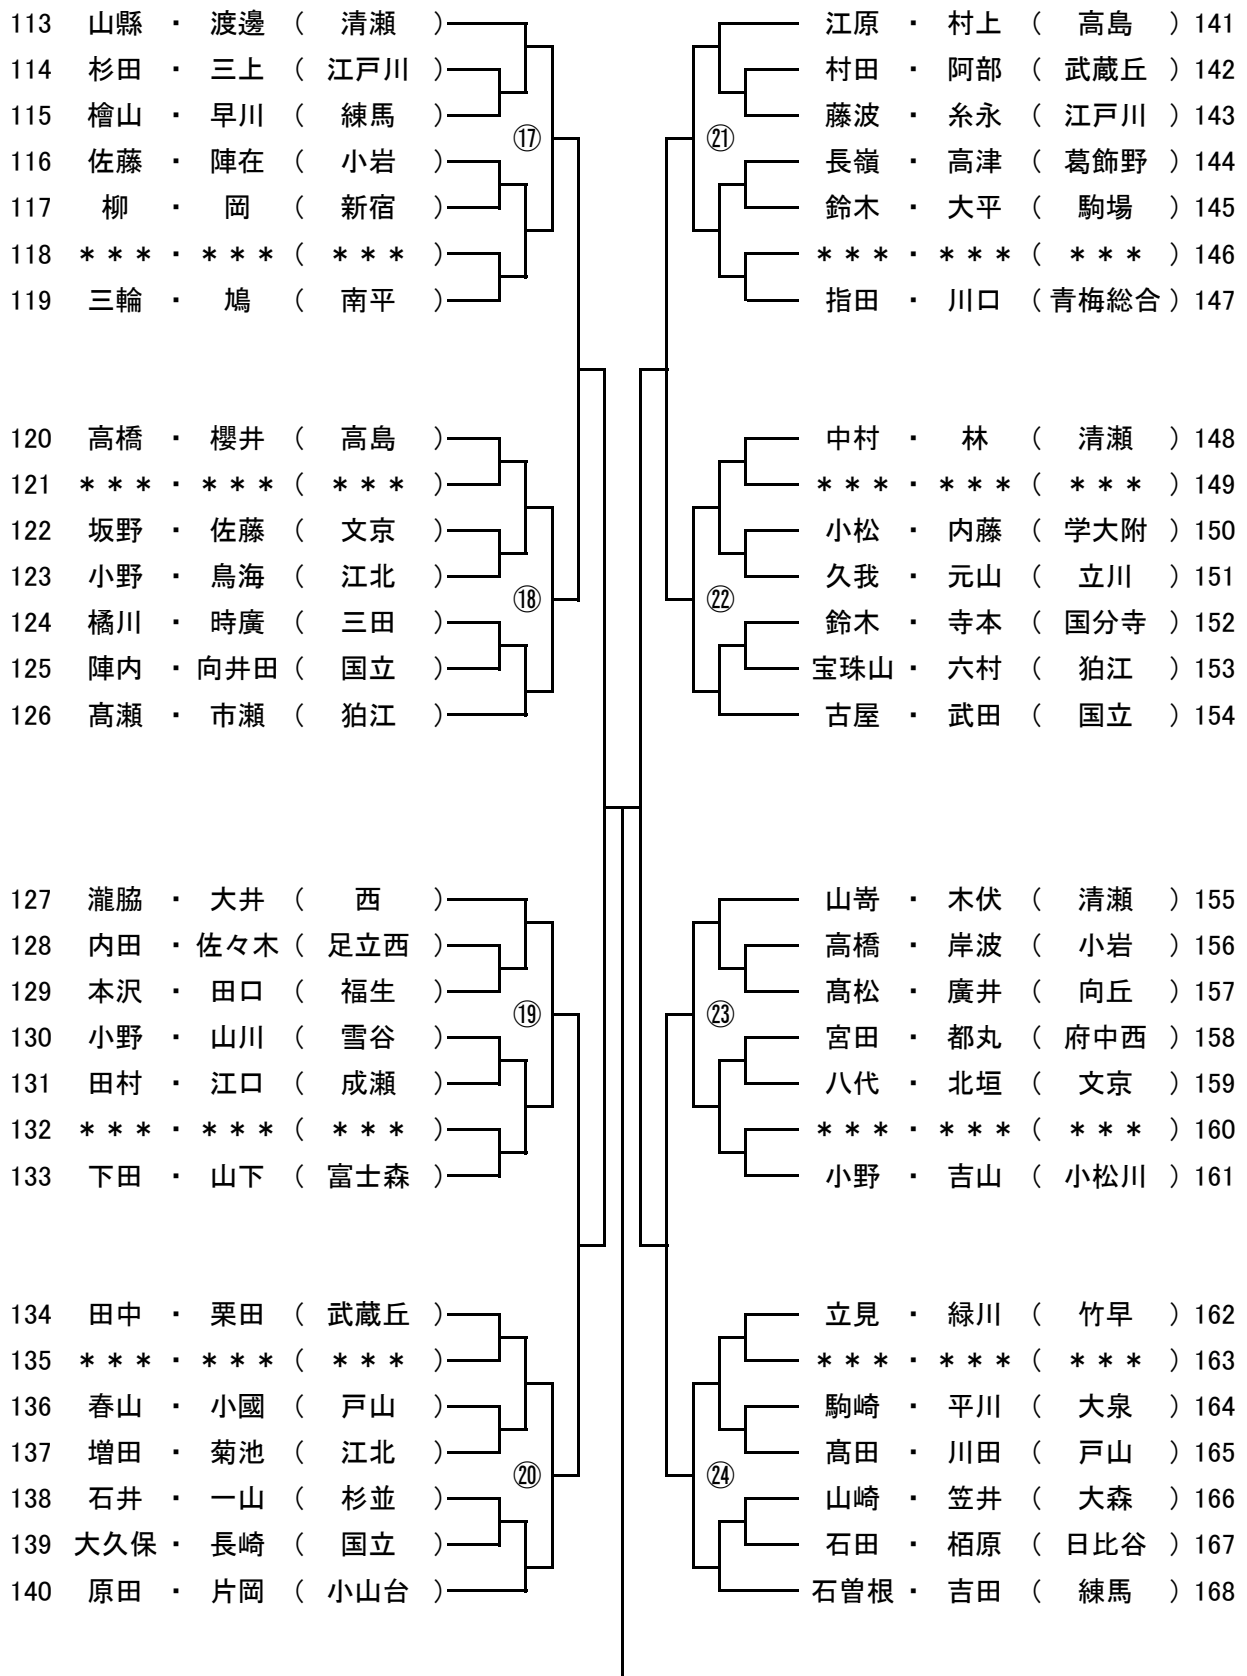 113 山縣 ・ 渡邊 ( 清瀬 )
114 杉田 ・ 三上 ( 江戸川 )
115 檜山 ・ 早川 ( 練馬 )
⑰
116 佐藤 ・ 陣在 ( 小岩 )
117 柳 ・ 岡 ( 新宿 )
118 *** ・ *** ( *** )
119 三輪 ・ 鳩 ( 南平 )
120 高橋 ・ 櫻井 ( 高島 )
121 *** ・ *** ( *** )
122 坂野 ・ 佐藤 ( 文京 )
123 小野 ・ 鳥海 ( 江北 )
⑱
124 橘川 ・ 時廣 ( 三田 )
125 陣内 ・ 向井田 ( 国立 )
126 髙瀬 ・ 市瀬 ( 狛江 )
127 瀧脇 ・ 大井 ( 西 )
128 内田 ・ 佐々木 ( 足立西 )
129 本沢 ・ 田口 ( 福生 )
⑲
130 小野 ・ 山川 ( 雪谷 )
131 田村 ・ 江口 ( 成瀬 )
132 *** ・ *** ( *** )
133 下田 ・ 山下 ( 富士森 )
134 田中 ・ 栗田 ( 武蔵丘 )
135 *** ・ *** ( *** )
136 春山 ・ 小國 ( 戸山 )
137 増田 ・ 菊池 ( 江北 )
⑳
138 石井 ・ 一山 ( 杉並 )
139 大久保 ・ 長崎 ( 国立 )
140 原田 ・ 片岡 ( 小山台 )
江原 ・ 村上 ( 高島 ) 141
村田 ・ 阿部 ( 武蔵丘 ) 142
藤波 ・ 糸永 ( 江戸川 ) 143
㉑
長嶺 ・ 高津 ( 葛飾野 ) 144
鈴木 ・ 大平 ( 駒場 ) 145
*** ・ *** ( *** ) 146
指田 ・ 川口 ( 青梅総合 ) 147
中村 ・ 林 ( 清瀬 ) 148
*** ・ *** ( *** ) 149
小松 ・ 内藤 ( 学大附 ) 150
久我 ・ 元山 ( 立川 ) 151
㉒
鈴木 ・ 寺本 ( 国分寺 ) 152
宝珠山 ・ 六村 ( 狛江 ) 153
古屋 ・ 武田 ( 国立 ) 154
山嵜 ・ 木伏 ( 清瀬 ) 155
高橋 ・ 岸波 ( 小岩 ) 156
髙松 ・ 廣井 ( 向丘 ) 157
㉓
宮田 ・ 都丸 ( 府中西 ) 158
八代 ・ 北垣 ( 文京 ) 159
*** ・ *** ( *** ) 160
小野 ・ 吉山 ( 小松川 ) 161
立見 ・ 緑川 ( 竹早 ) 162
*** ・ *** ( *** ) 163
駒崎 ・ 平川 ( 大泉 ) 164
髙田 ・ 川田 ( 戸山 ) 165
㉔
山崎 ・ 笠井 ( 大森 ) 166
石田 ・ 栢原 ( 日比谷 ) 167
石曽根 ・ 吉田 ( 練馬 ) 168